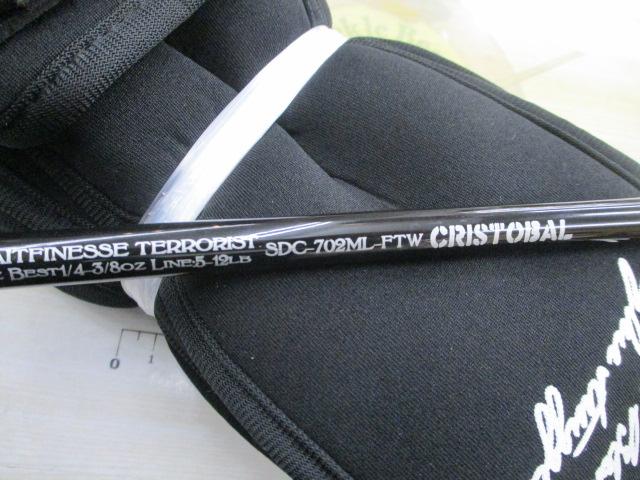 AITFINESSE TERRORIST SDC-702ML-FTW CRISTOBAL
BEST1/4-3/8OZ LINE:5-12LB
0 1